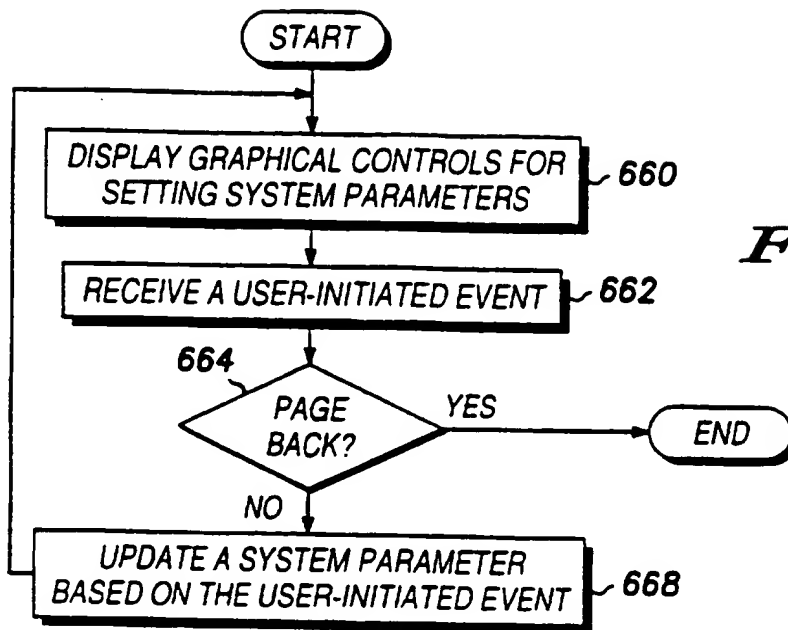 START
DISPLAY GRAPHICAL CONTROLS FOR
SETTING SYSTEM PARAMETERS
660
RECEIVE A USER-INITIATED EVENT
662
664
PAGE
BACK?
YES
END
NO
UPDATE A SYSTEM PARAMETER
BASED ON THE USER-INITIATED EVENT
668
F